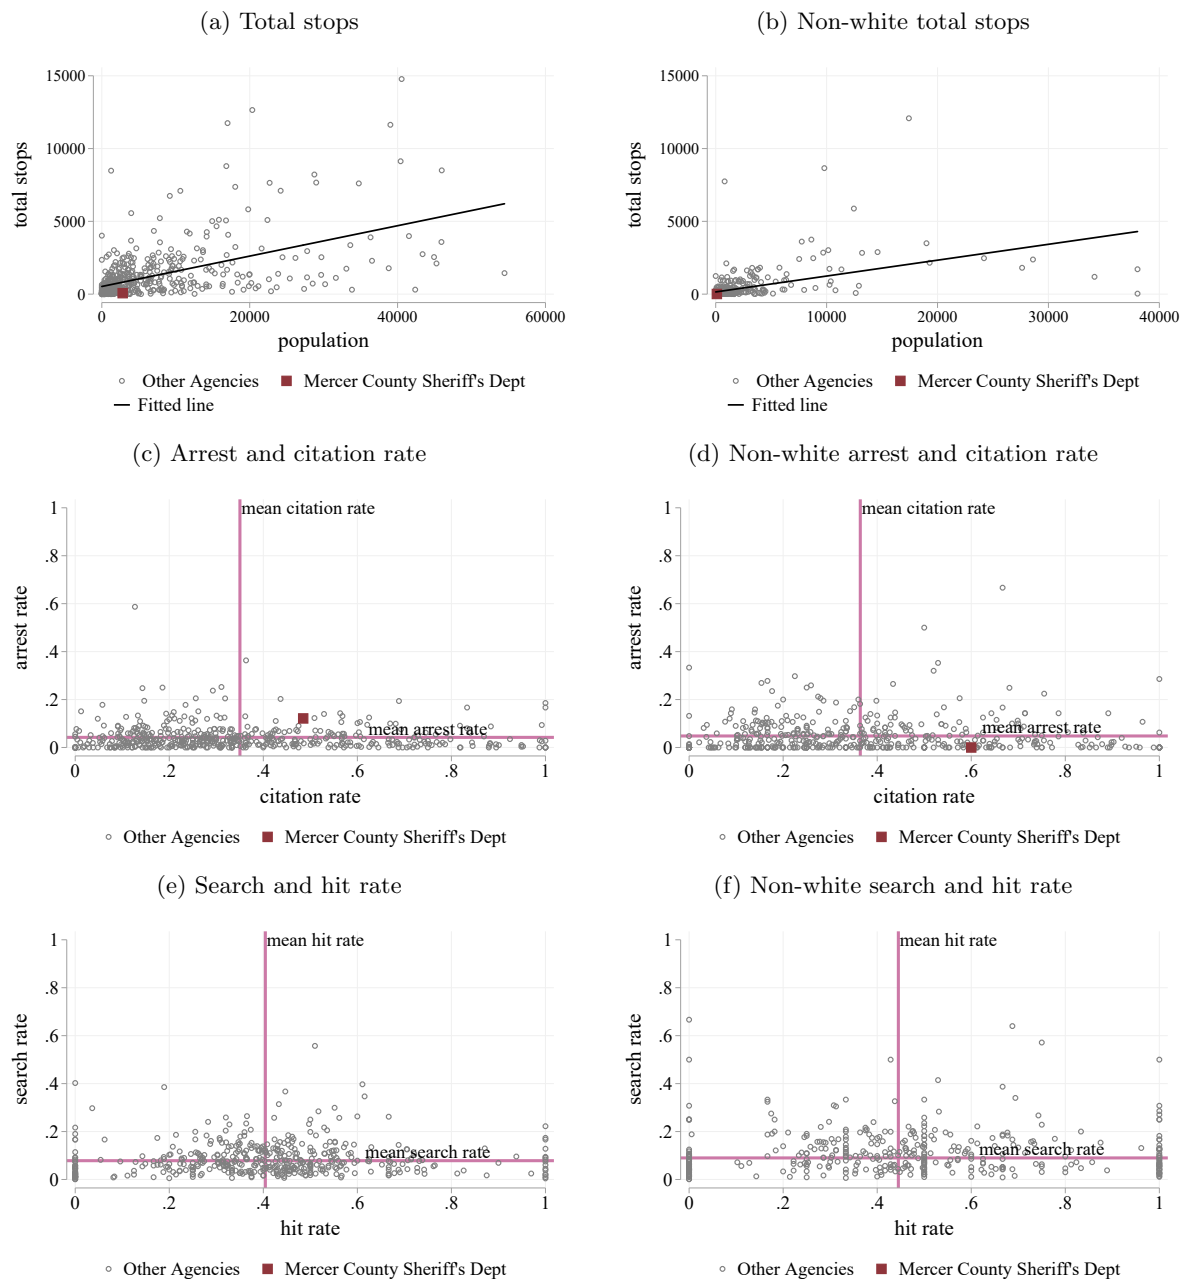 (a) Total stops
(b) Non-white total stops
15000
10000
5000
0
total stops
0
20000
40000
60000
population
Other Agencies
Mercer County Sheriff's Dept
Fitted line
15000
10000
5000
0
total stops
0
10000
20000
30000
40000
population
Other Agencies
Mercer County Sheriff's Dept
Fitted line
(c) Arrest and citation rate
(d) Non-white arrest and citation rate
1
.8
.6
.4
.2
0
arrest rate
mean citation rate
mean arrest rate
0
.2
.4
.6
.8
1
citation rate
Other Agencies
Mercer County Sheriff's Dept
1
.8
.6
.4
.2
0
arrest rate
mean citation rate
mean arrest rate
0
.2
.4
.6
.8
1
citation rate
Other Agencies
Mercer County Sheriff's Dept
(e) Search and hit rate
(f) Non-white search and hit rate
1
.8
.6
.4
.2
0
search rate
mean hit rate
mean search rate
0
.2
.4
.6
.8
1
hit rate
Other Agencies
Mercer County Sheriff's Dept
1
.8
.6
.4
.2
0
search rate
mean hit rate
mean search rate
0
.2
.4
.6
.8
1
hit rate
Other Agencies
Mercer County Sheriff's Dept